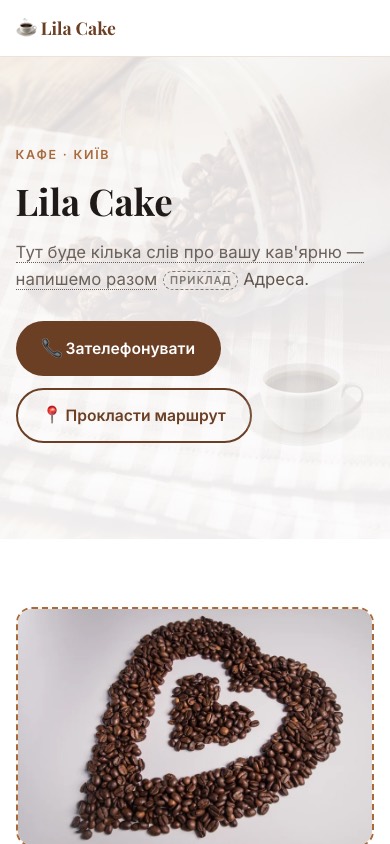 ☕ Lila Cake
КАФЕ · КИЇВ
Lila Cake
Тут буде кілька слів про вашу кав'ярню —
напишемо разом ПРИКЛАД Адреса.
📞 Зателефонувати
📍 Прокласти маршрут